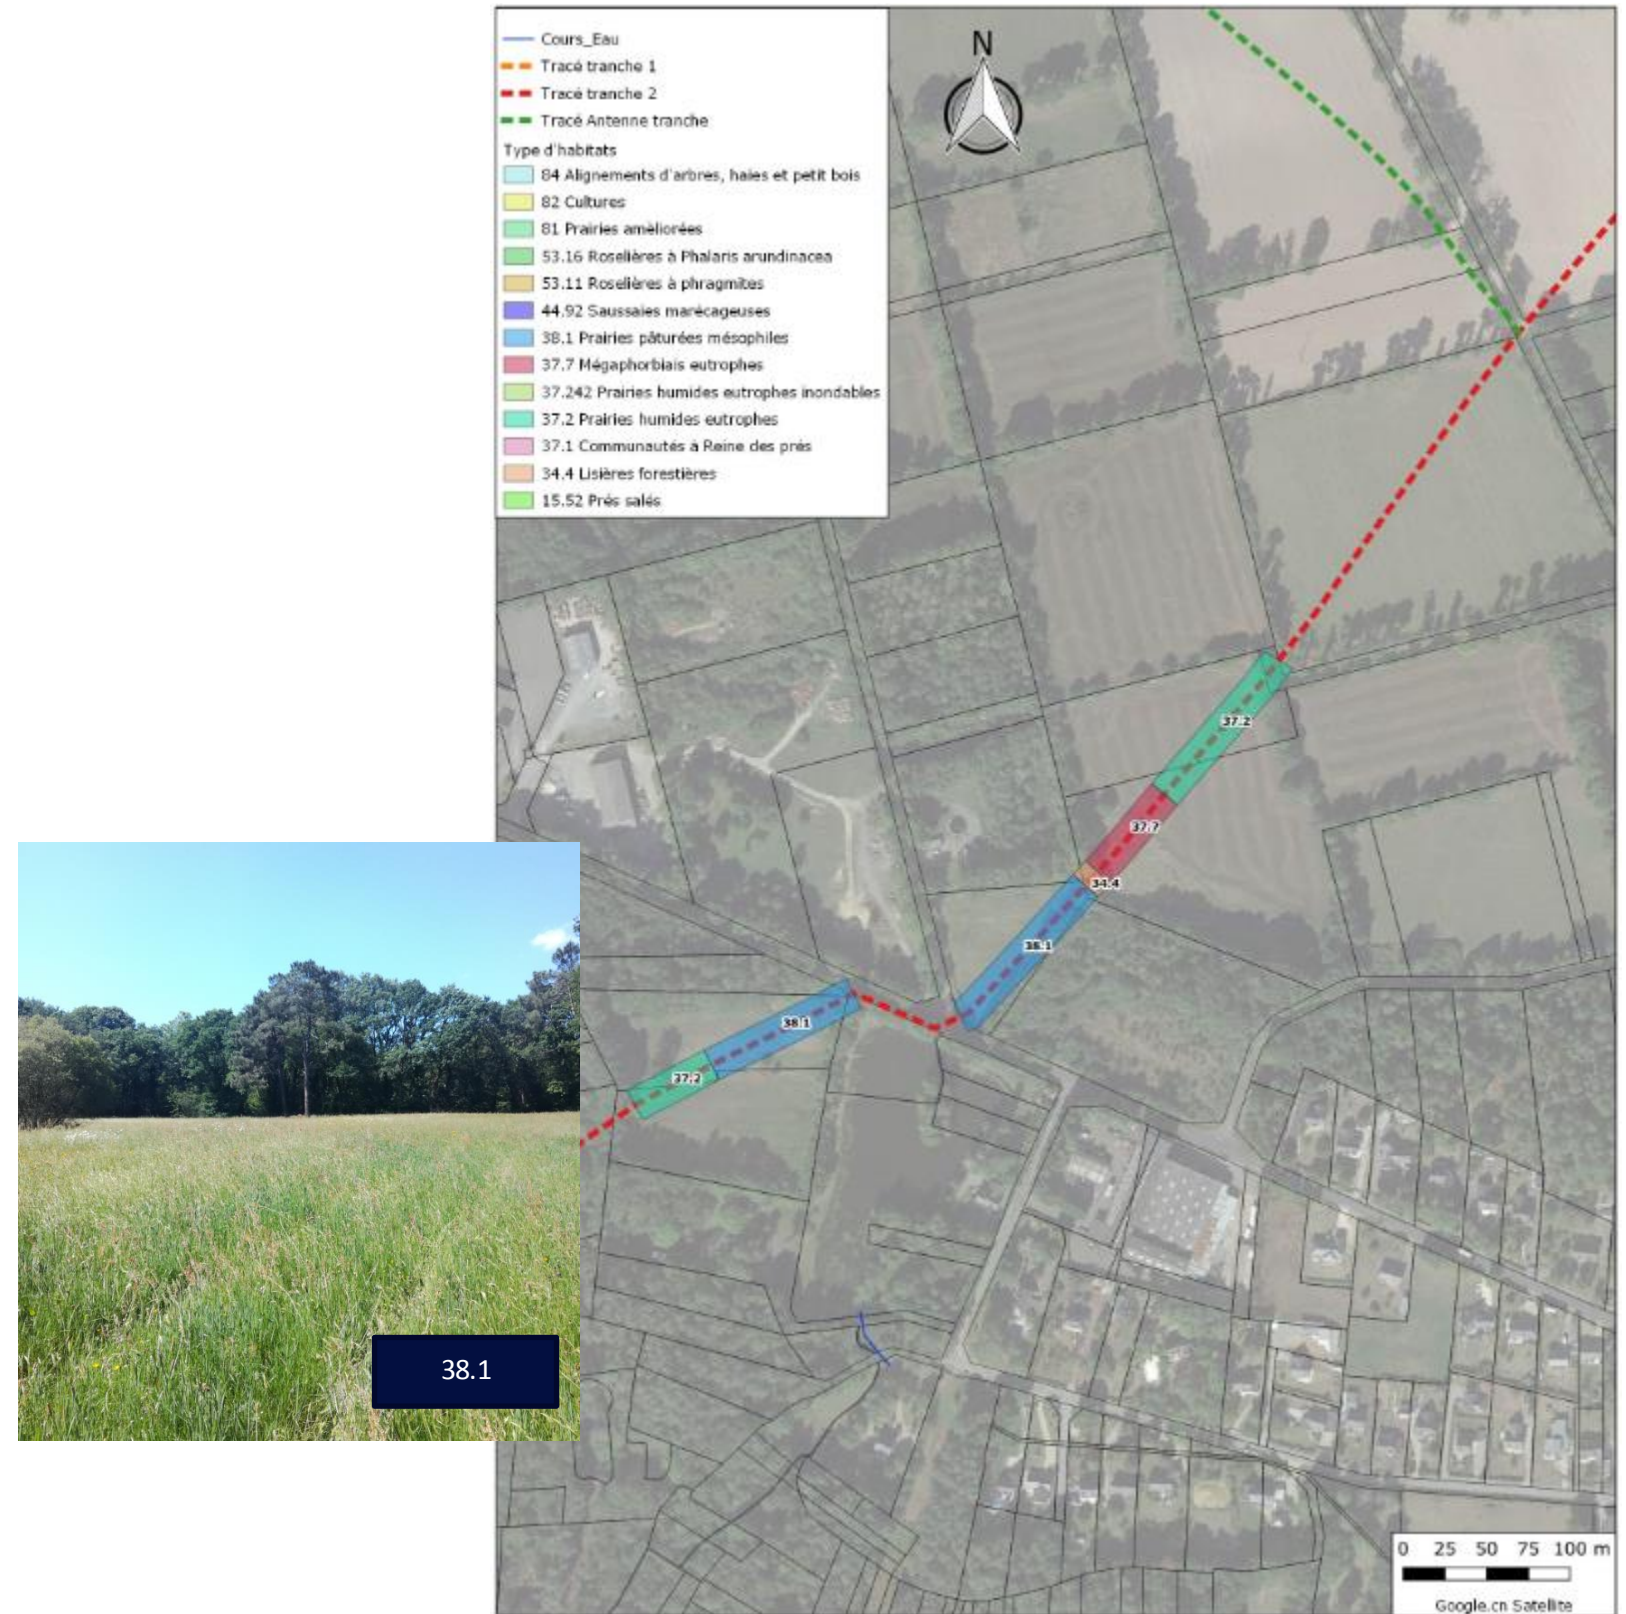 Cours_Eau
Tracé tranche 1
Tracé tranche 2
Tracé Antenne tranche
Type d'habitats
84 Alignements d'arbres, haies et petit bois
82 Cultures
81 Prairies améliorées
53.16 Roselières à Phalaris arundinacea
53.11 Roselières à phragmites
44.92 Saussaies marécageuses
38.1 Prairies pâturées mésophiles
37.7 Mégaphorbiais eutrophes
37.242 Prairies humides eutrophes inondables
37.2 Prairies humides eutrophes
37.1 Communautés à Reine des prés
34.4 Lisières forestières
15.52 Prés salés
N
37.2
37.7
34.4
38.1
38.1
37.2
38.1
0 25 50 75 100 m
Google.cn Satellite